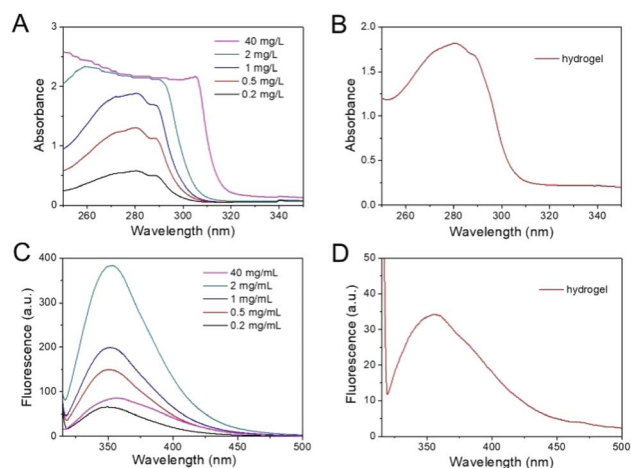 A
Absorbance
3
2
1
0
260 280 300 320 340
Wavelength (nm)
40 mg/L
2 mg/L
1 mg/L
0.5 mg/L
0.2 mg/L
B
Absorbance
2.0
1.5
1.0
0.5
0.0
260 280 300 320 340
Wavelength (nm)
hydrogel
C
Fluorescence (a.u.)
400
300
200
100
0
350 400 450 500
Wavelength (nm)
40 mg/mL
2 mg/mL
1 mg/mL
0.5 mg/mL
0.2 mg/mL
D
Fluorescence (a.u.)
50
40
30
20
10
0
350 400 450 500
Wavelength (nm)
hydrogel